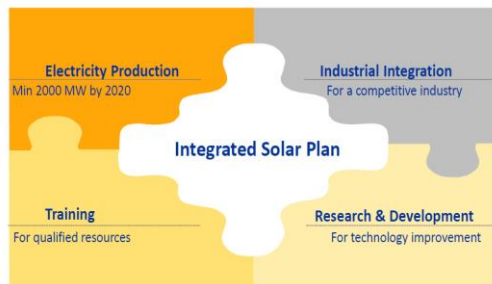 Electricity Production
Min 2000 MW by 2020
Industrial Integration
For a competitive industry
Integrated Solar Plan
Training
For qualified resources
Research & Development
For technology improvement